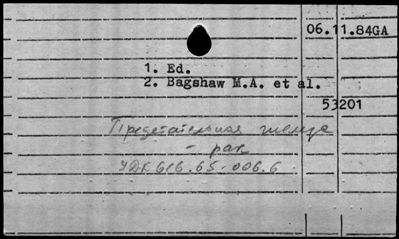 06.11.84GA
1. Ed.
2. Bagshaw M.A. et al.
53201
Предстательная железа
- рак
УДК 616.65-006.6